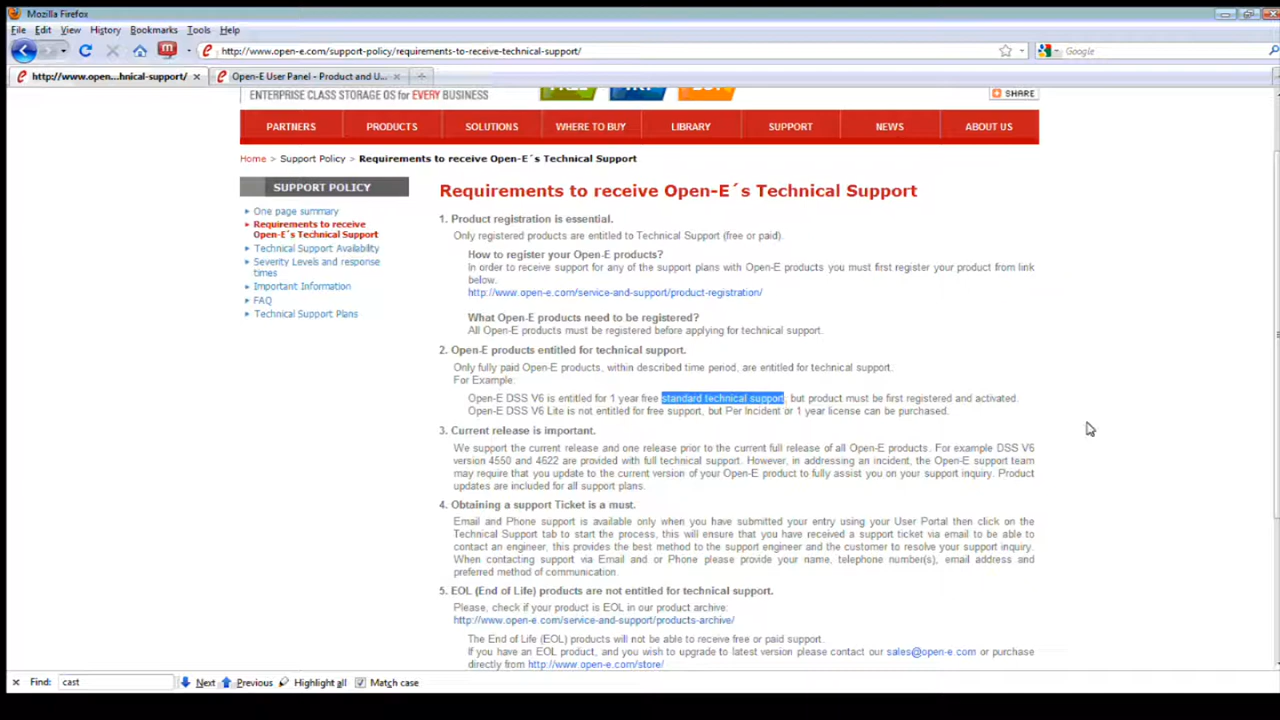 Mozilla Firefox
File Edit View History Bookmarks Tools Help
http://www.open-e.com/support-policy/requirements-to-receive-technical-support/
Google
http://www.open...hnical-support/
Open-E User Panel - Product and U...
ENTERPRISE CLASS STORAGE OS for EVERY BUSINESS
SHARE
PARTNERS PRODUCTS SOLUTIONS WHERE TO BUY LIBRARY SUPPORT NEWS ABOUT US
Home > Support Policy > Requirements to receive Open-E´s Technical Support
SUPPORT POLICY
One page summary
Requirements to receive
Open-E´s Technical Support
Technical Support Availability
Severity Levels and response
times
Important Information
FAQ
Technical Support Plans
Requirements to receive Open-E´s Technical Support
1. Product registration is essential.
Only registered products are entitled to Technical Support (free or paid).
How to register your Open-E products?
In order to receive support for any of the support plans with Open-E products you must first register your product from link
below.
http://www.open-e.com/service-and-support/product-registration/
What Open-E products need to be registered?
All Open-E products must be registered before applying for technical support.
2. Open-E products entitled for technical support.
Only fully paid Open-E products, within described time period, are entitled for technical support.
For Example:
Open-E DSS V6 is entitled for 1 year free standard technical support, but product must be first registered and activated.
Open-E DSS V6 Lite is not entitled for free support, but Per Incident or 1 year license can be purchased.
3. Current release is important.
We support the current release and one release prior to the current full release of all Open-E products. For example DSS V6
version 4550 and 4622 are provided with full technical support. However, in addressing an incident, the Open-E support team
may require that you update to the current version of your Open-E product to fully assist you on your support inquiry. Product
updates are included for all support plans.
4. Obtaining a support Ticket is a must.
Email and Phone support is available only when you have submitted your entry using your User Portal then click on the
Technical Support tab to start the process, this will ensure that you have received a support ticket via email to be able to
contact an engineer, this provides the best method to the support engineer and the customer to resolve your support inquiry.
When contacting support via Email and or Phone please provide your name, telephone number(s), email address and
preferred method of communication.
5. EOL (End of Life) products are not entitled for technical support.
Please, check if your product is EOL in our product archive:
http://www.open-e.com/service-and-support/products-archive/
The End of Life (EOL) products will not be able to receive free or paid support.
If you have an EOL product, and you wish to upgrade to latest version please contact our sales@open-e.com or purchase
directly from http://www.open-e.com/store/
Find: cast Next Previous Highlight all Match case